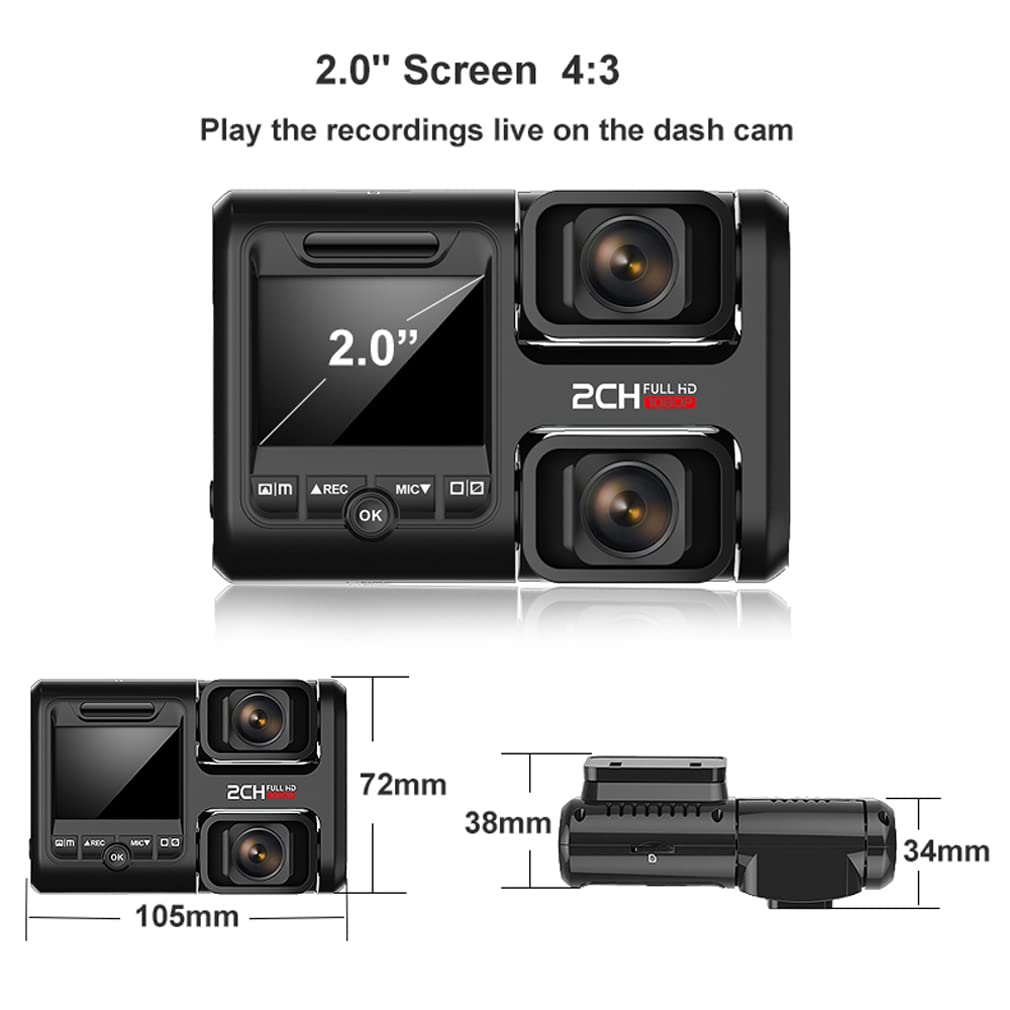 2.0" Screen 4:3
Play the recordings live on the dash cam
2.0”
2CH FULL HD
1080P
M ▲REC MIC▼
OK
2CH FULL HD
M ▲REC MIC▼
OK
72mm
105mm
38mm
34mm